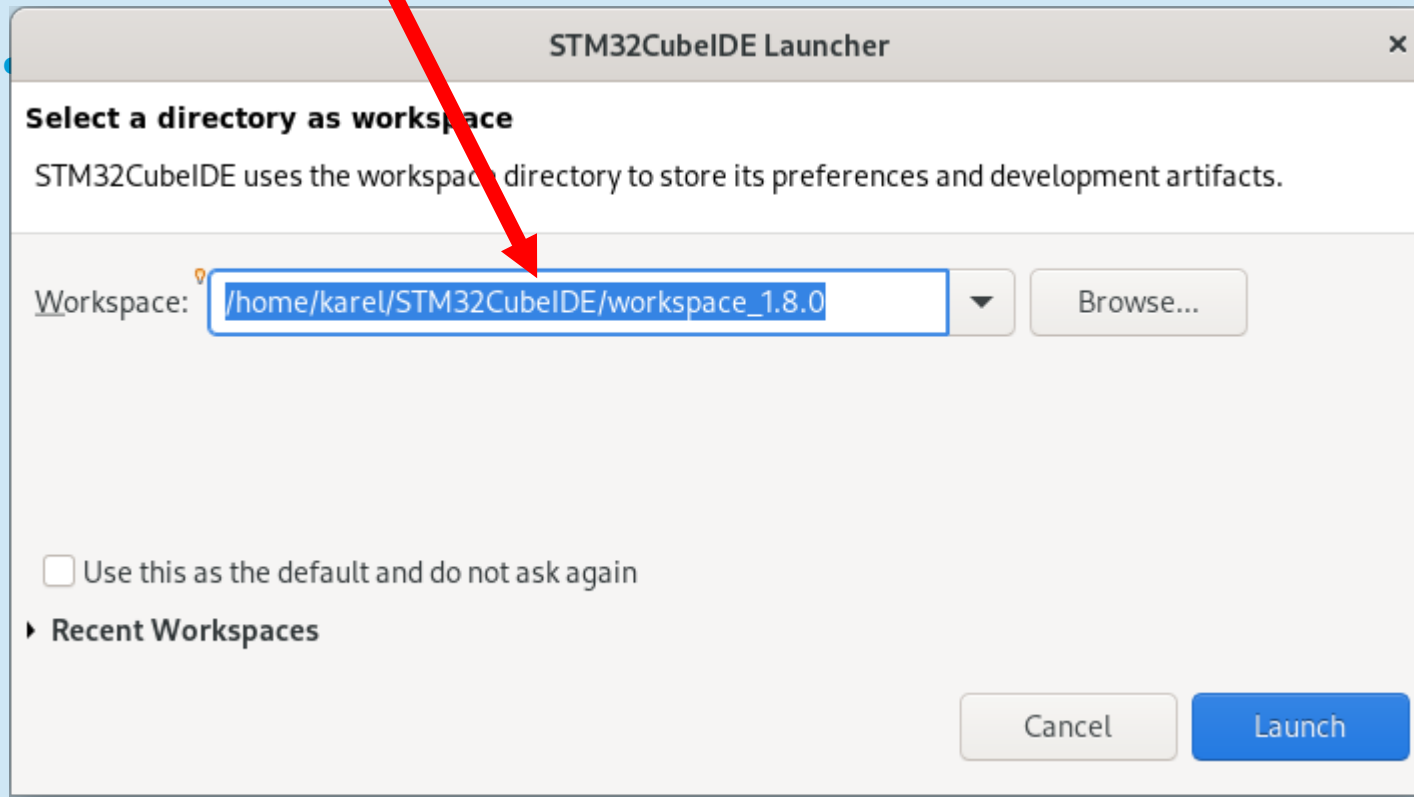 STM32CubeIDE Launcher
Select a directory as workspace
STM32CubeIDE uses the workspace directory to store its preferences and development artifacts.
Workspace: /home/karel/STM32CubeIDE/workspace_1.8.0 Browse...
Use this as the default and do not ask again
Recent Workspaces
Cancel Launch